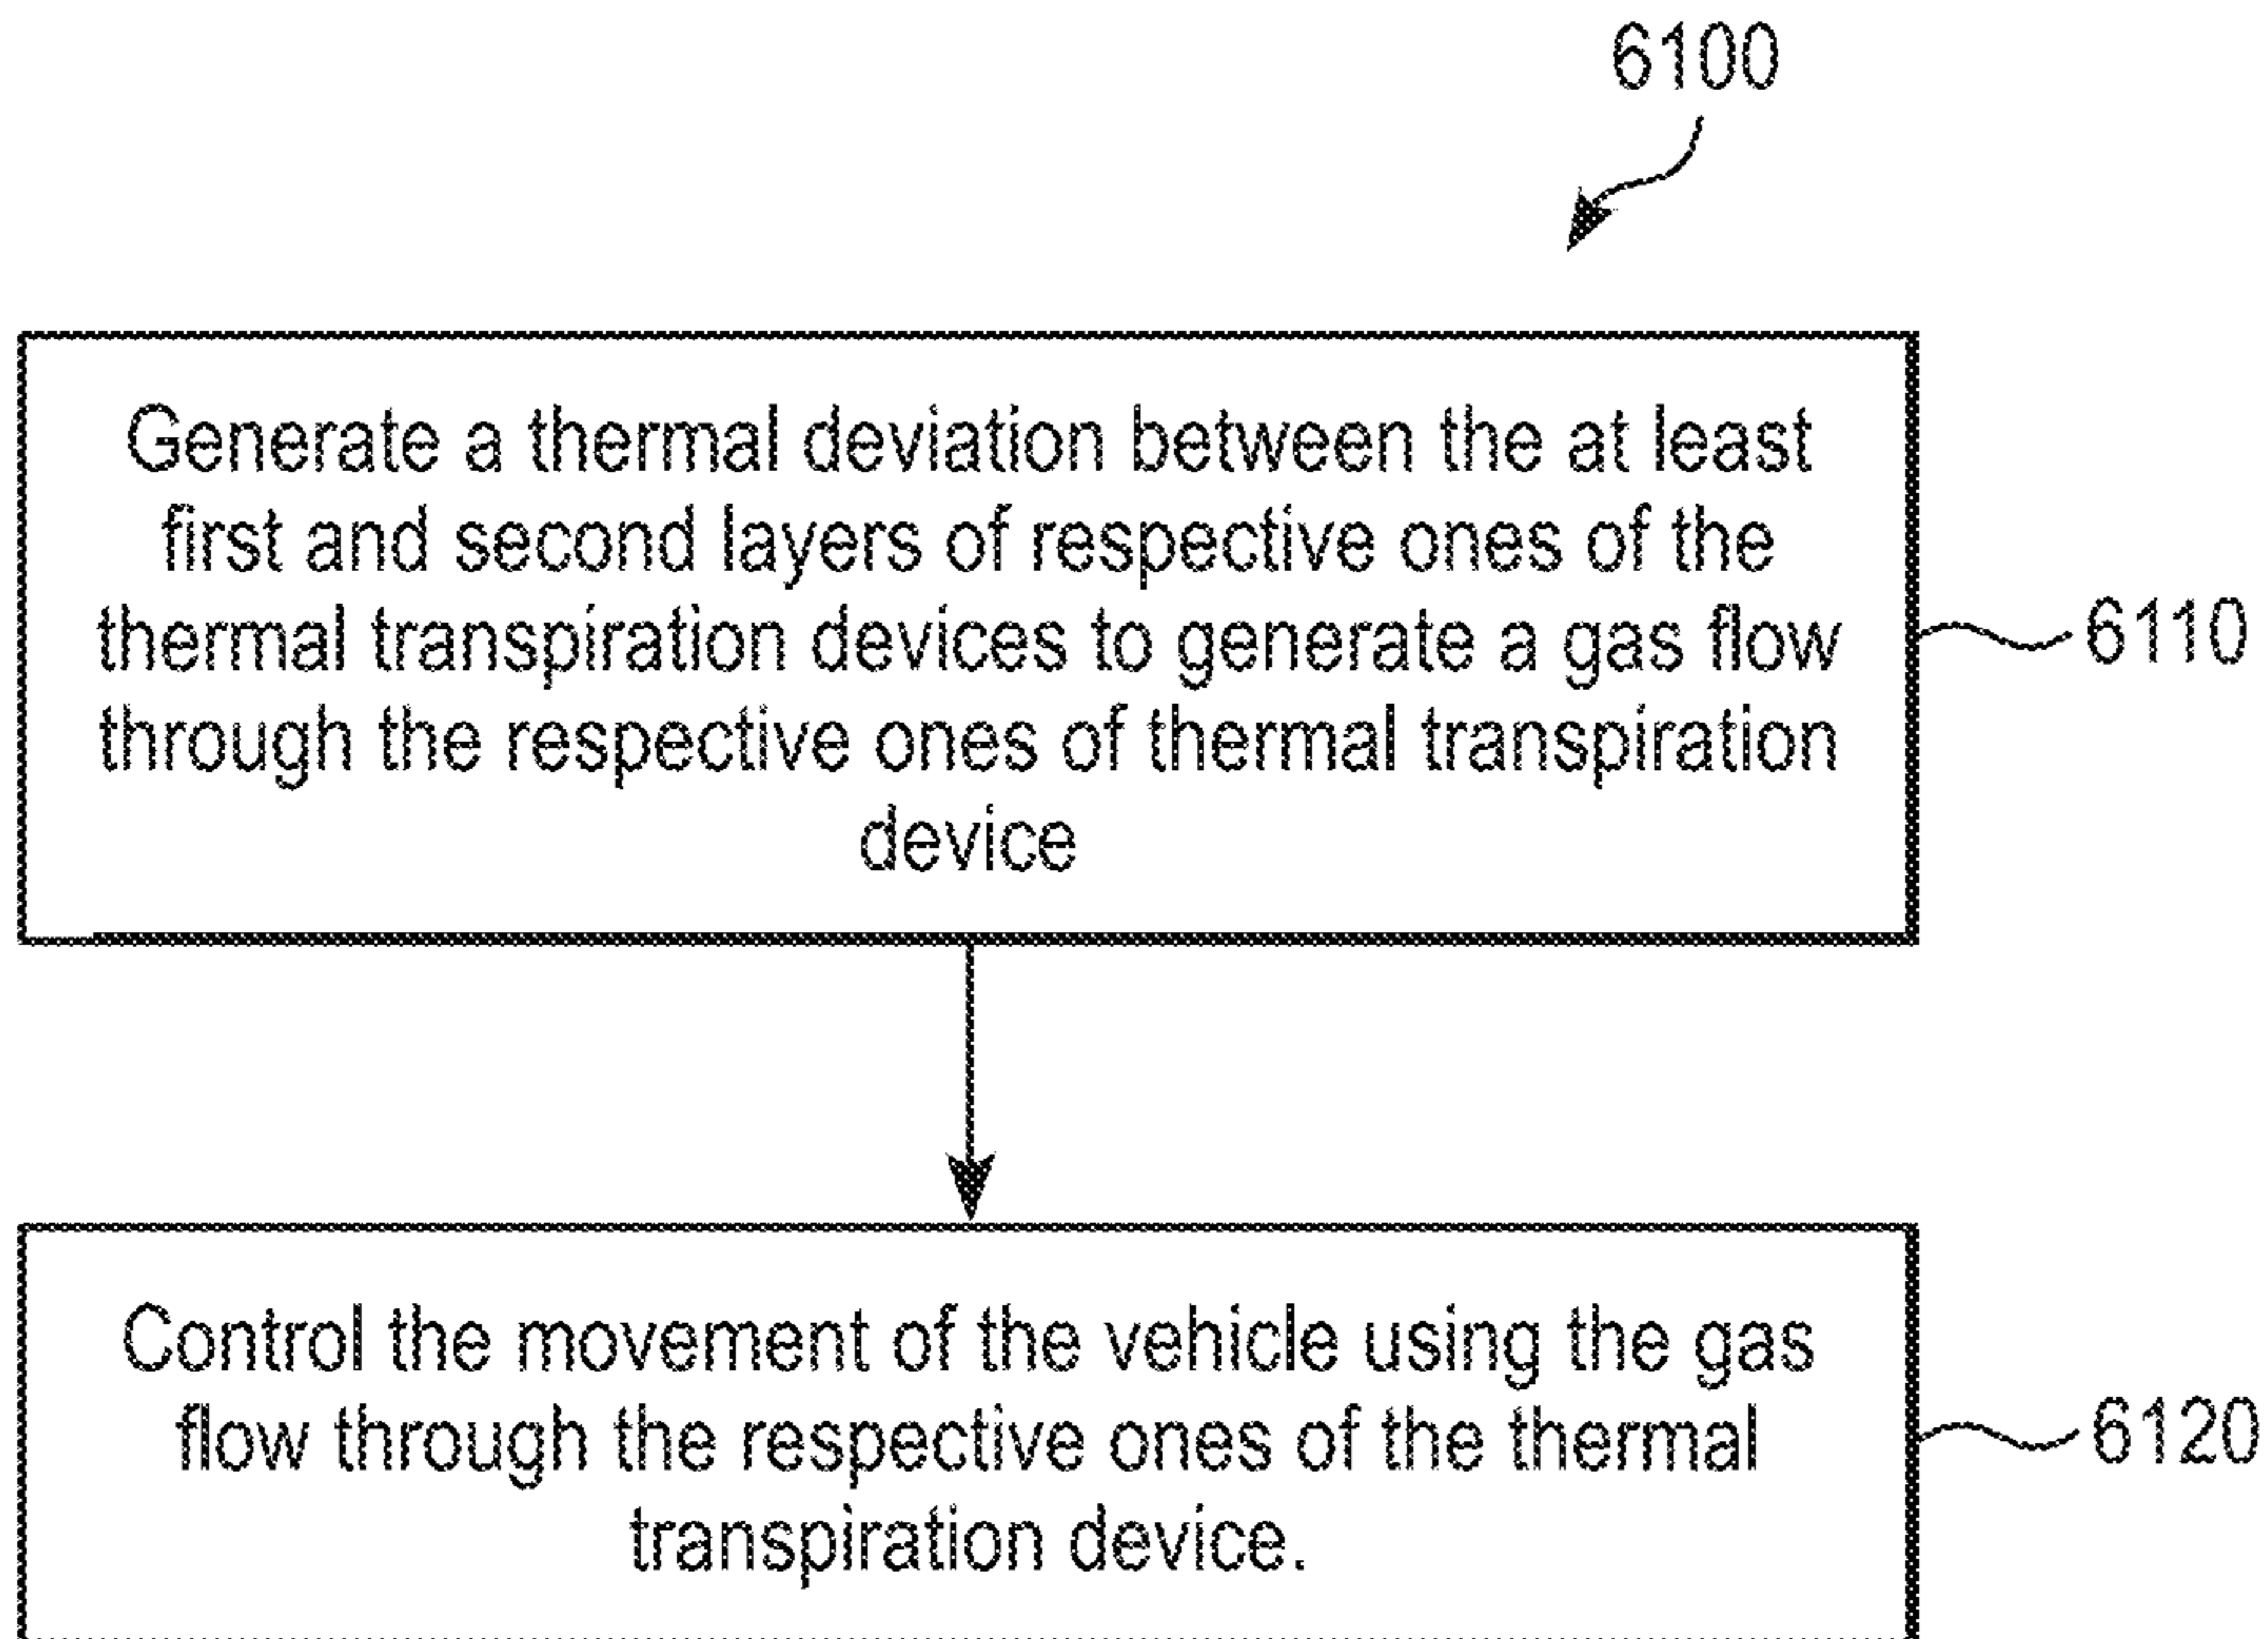 6100
Generate a thermal deviation between the at least
first and second layers of respective ones of the
thermal transpiration devices to generate a gas flow
through the respective ones of thermal transpiration
device
6110
Control the movement of the vehicle using the gas
flow through the respective ones of the thermal
transpiration device.
6120